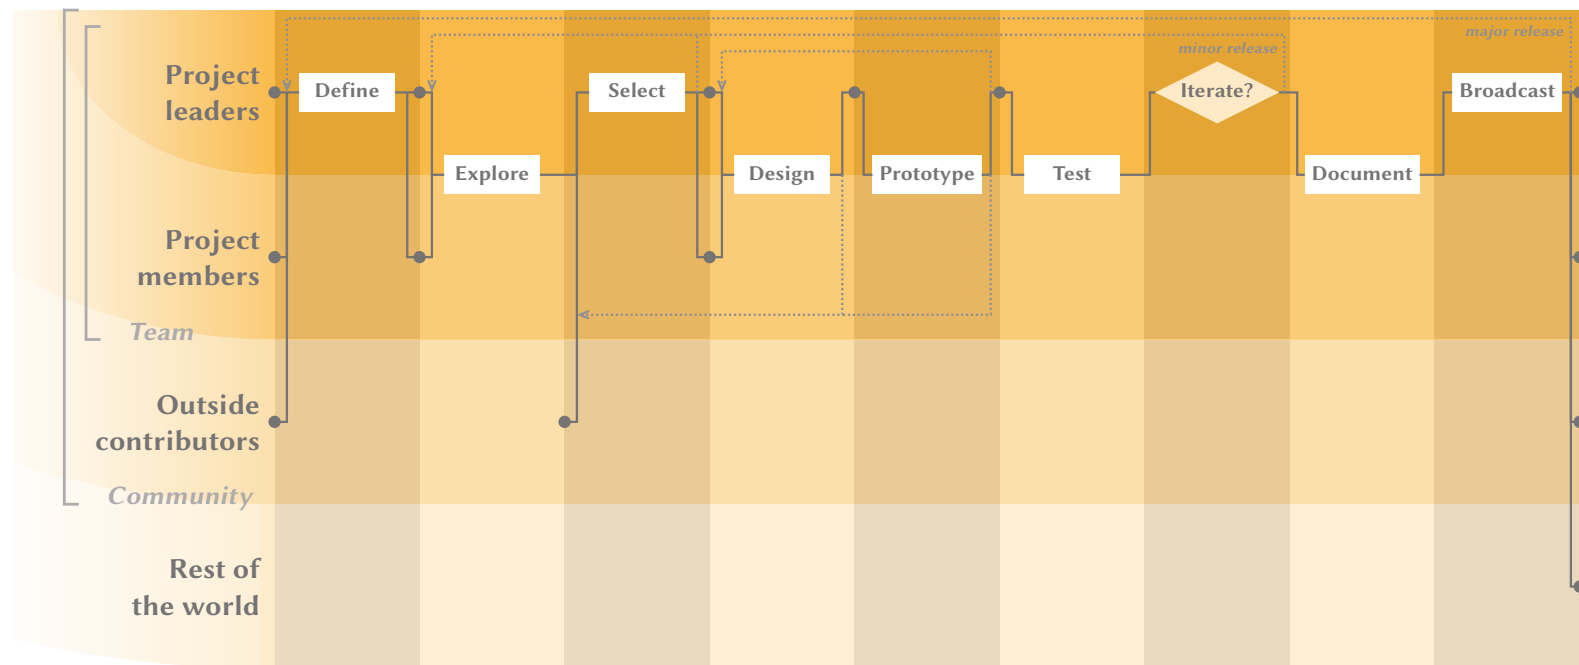 major release
minor release
Project
leaders
Define
Select
Iterate?
Broadcast
Explore
Design
Prototype
Test
Document
Project
members
Team
Outside
contributors
Community
Rest of
the world